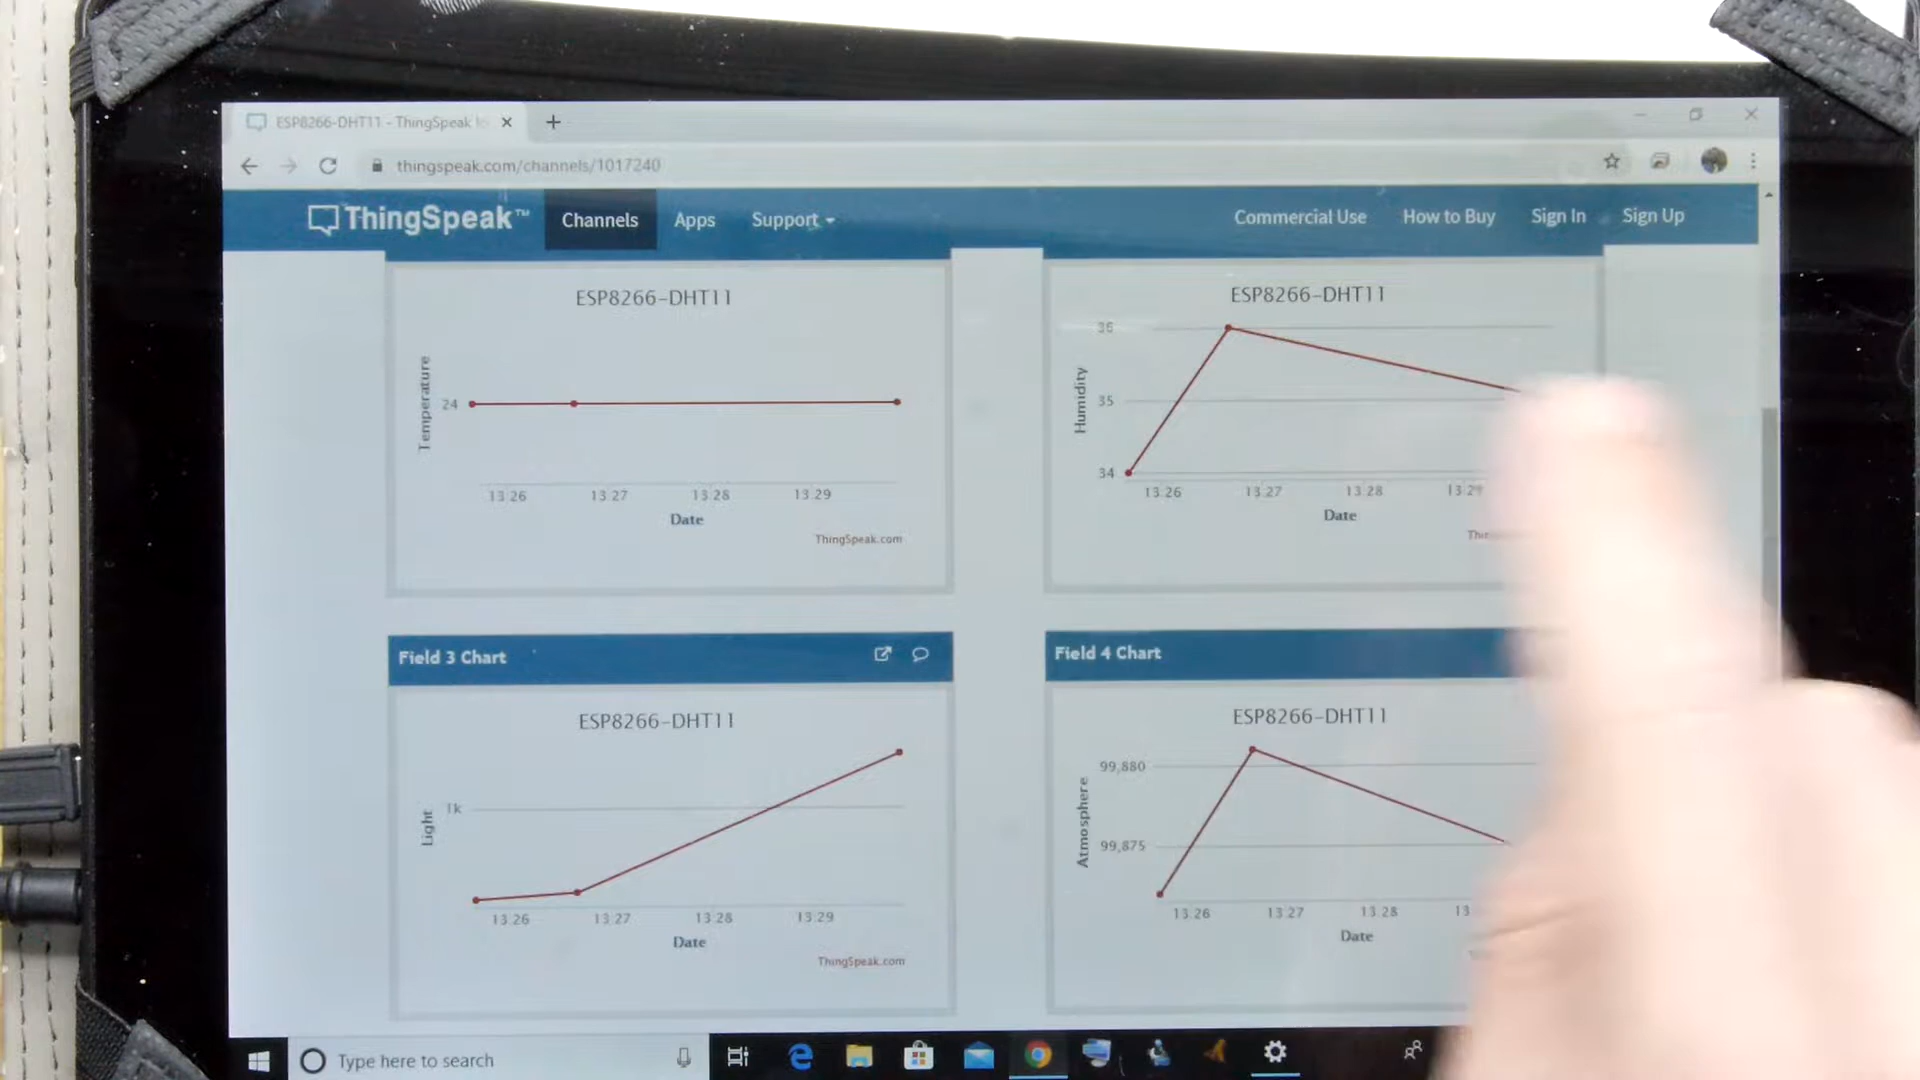 ESP8266-DHT11 - ThingSpeak
thingspeak.com/channels/1017240
ThingSpeak™ Channels Apps Support Commercial Use How to Buy Sign In Sign Up
ESP8266-DHT11
Temperature
24
13:26 13:27 13:28 13:29
Date
ThingSpeak.com
ESP8266-DHT11
Humidity
36
35
34
13:26 13:27 13:28 13:29
Date
Field 3 Chart
ESP8266-DHT11
Light
1k
13:26 13:27 13:28 13:29
Date
ThingSpeak.com
Field 4 Chart
ESP8266-DHT11
Atmosphere
99,880
99,875
13:26 13:27 13:28
Date
Type here to search